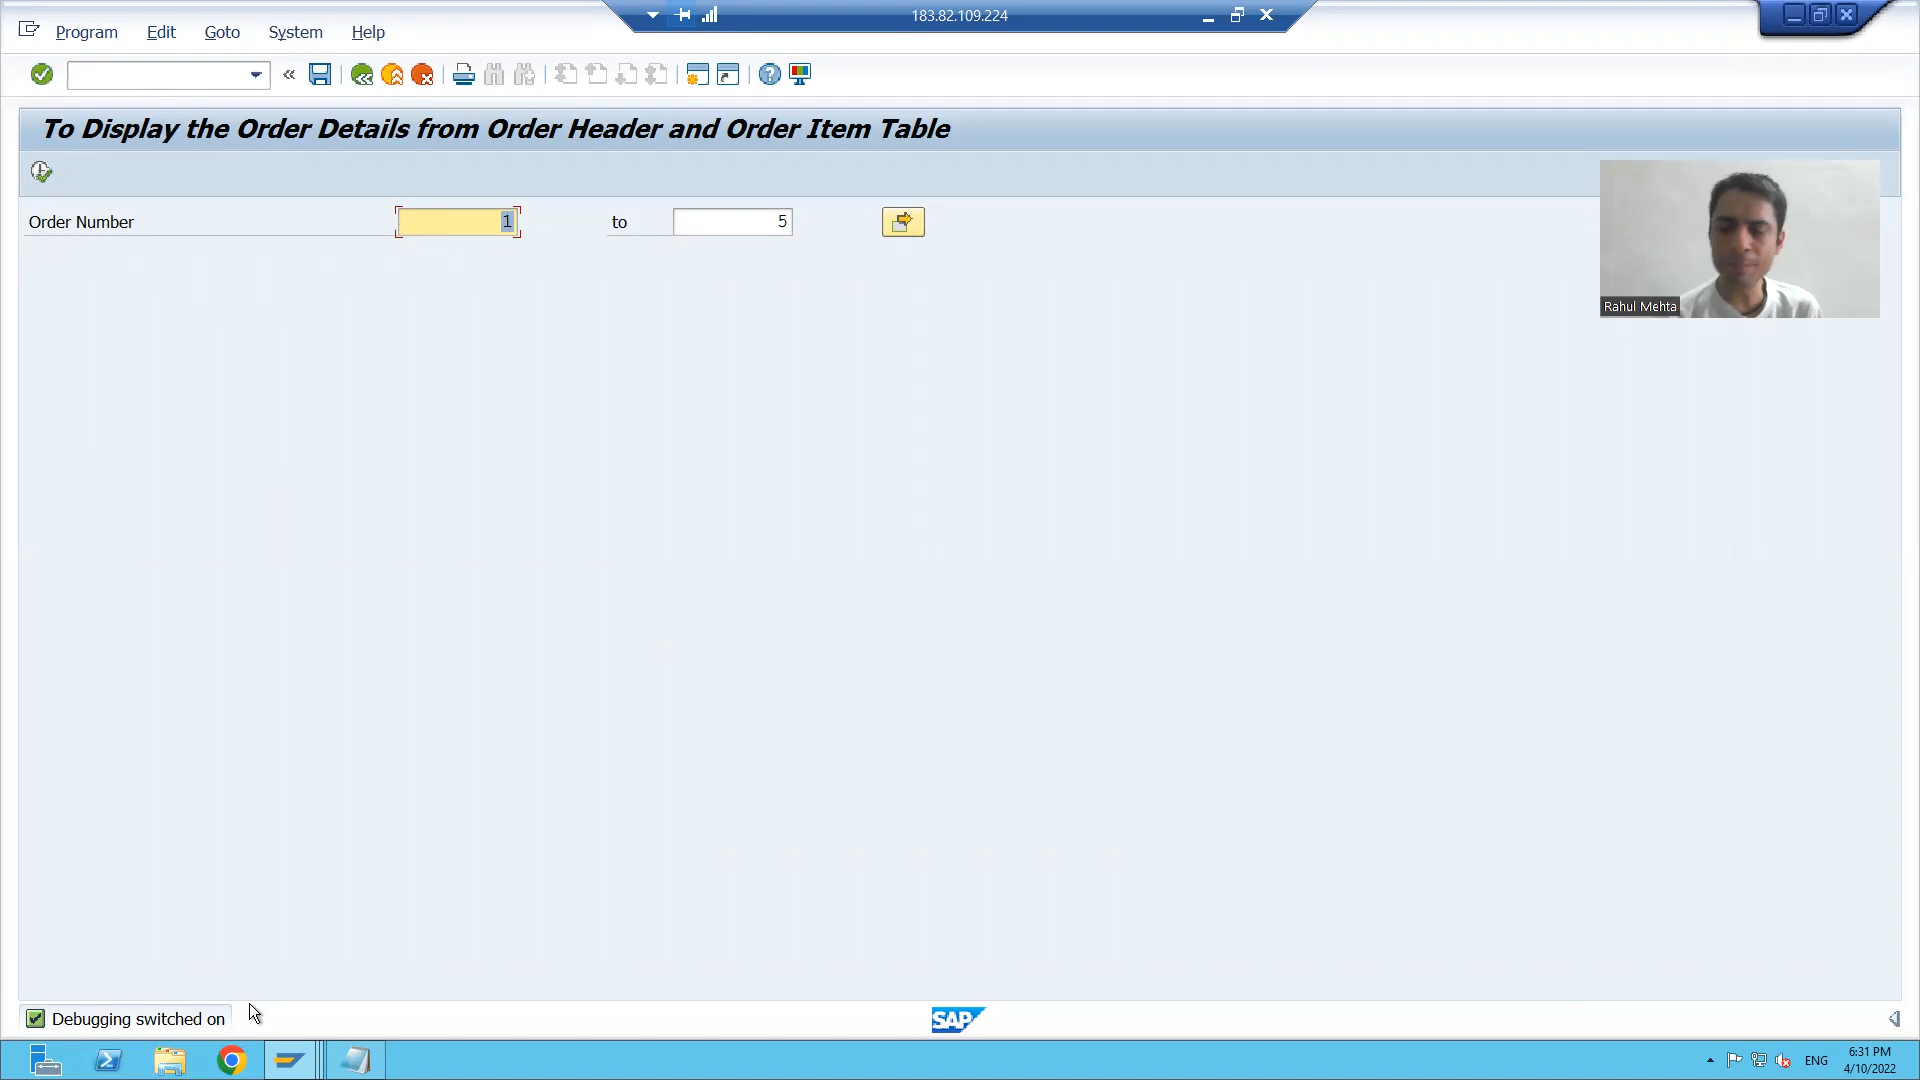 183.82.109.224
Program Edit Goto System Help
To Display the Order Details from Order Header and Order Item Table
Order Number 1 to 5
Rahul Mehta
Debugging switched on
SAP
ENG
6:31 PM
4/10/2022